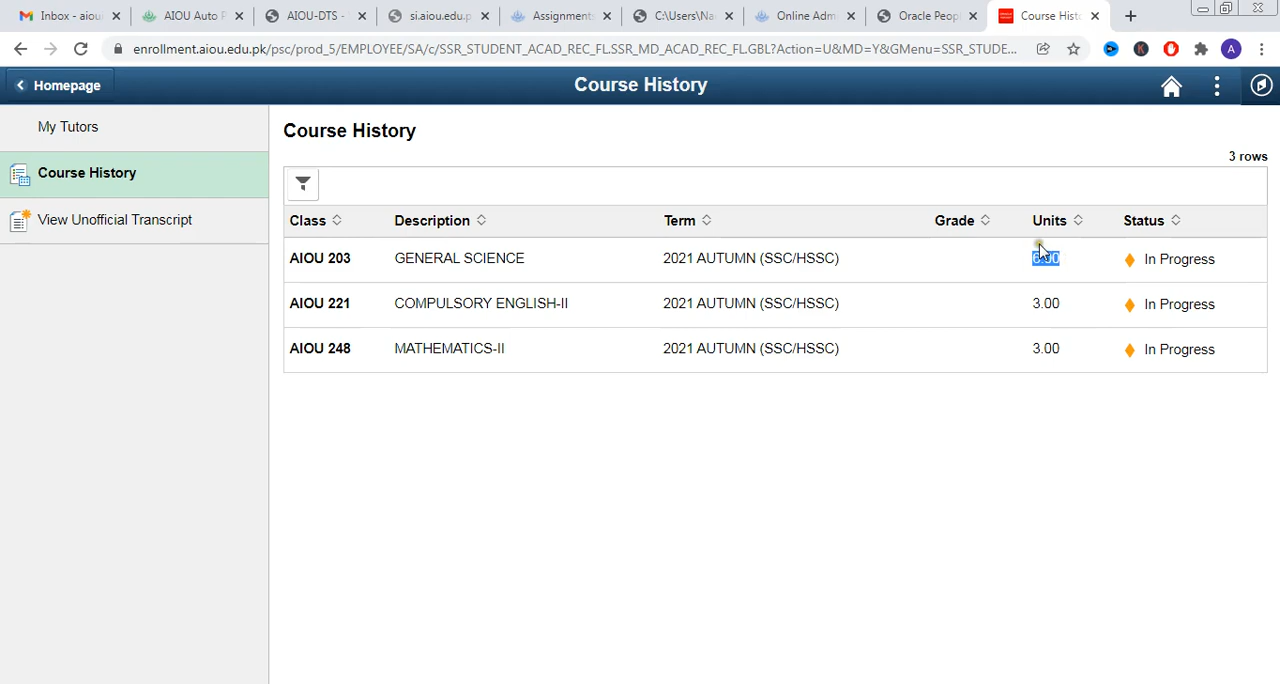 Inbox - aiou
AIOU Auto P
AIOU-DTS -
si.aiou.edu.p
Assignment
C:\Users\Na
Online Adm
Oracle Peopl
Course Histo
enrollment.aiou.edu.pk/psc/prod_5/EMPLOYEE/SA/c/SSR_STUDENT_ACAD_REC_FL.SSR_MD_ACAD_REC_FL.GBL?Action=U&MD=Y&GMenu=SSR_STUDE...
K
A
Homepage
Course History
My Tutors
Course History
View Unofficial Transcript
Course History
3 rows
Class Description Term Grade Units Status
AIOU 203 GENERAL SCIENCE 2021 AUTUMN (SSC/HSSC) 6.00 In Progress
AIOU 221 COMPULSORY ENGLISH-II 2021 AUTUMN (SSC/HSSC) 3.00 In Progress
AIOU 248 MATHEMATICS-II 2021 AUTUMN (SSC/HSSC) 3.00 In Progress